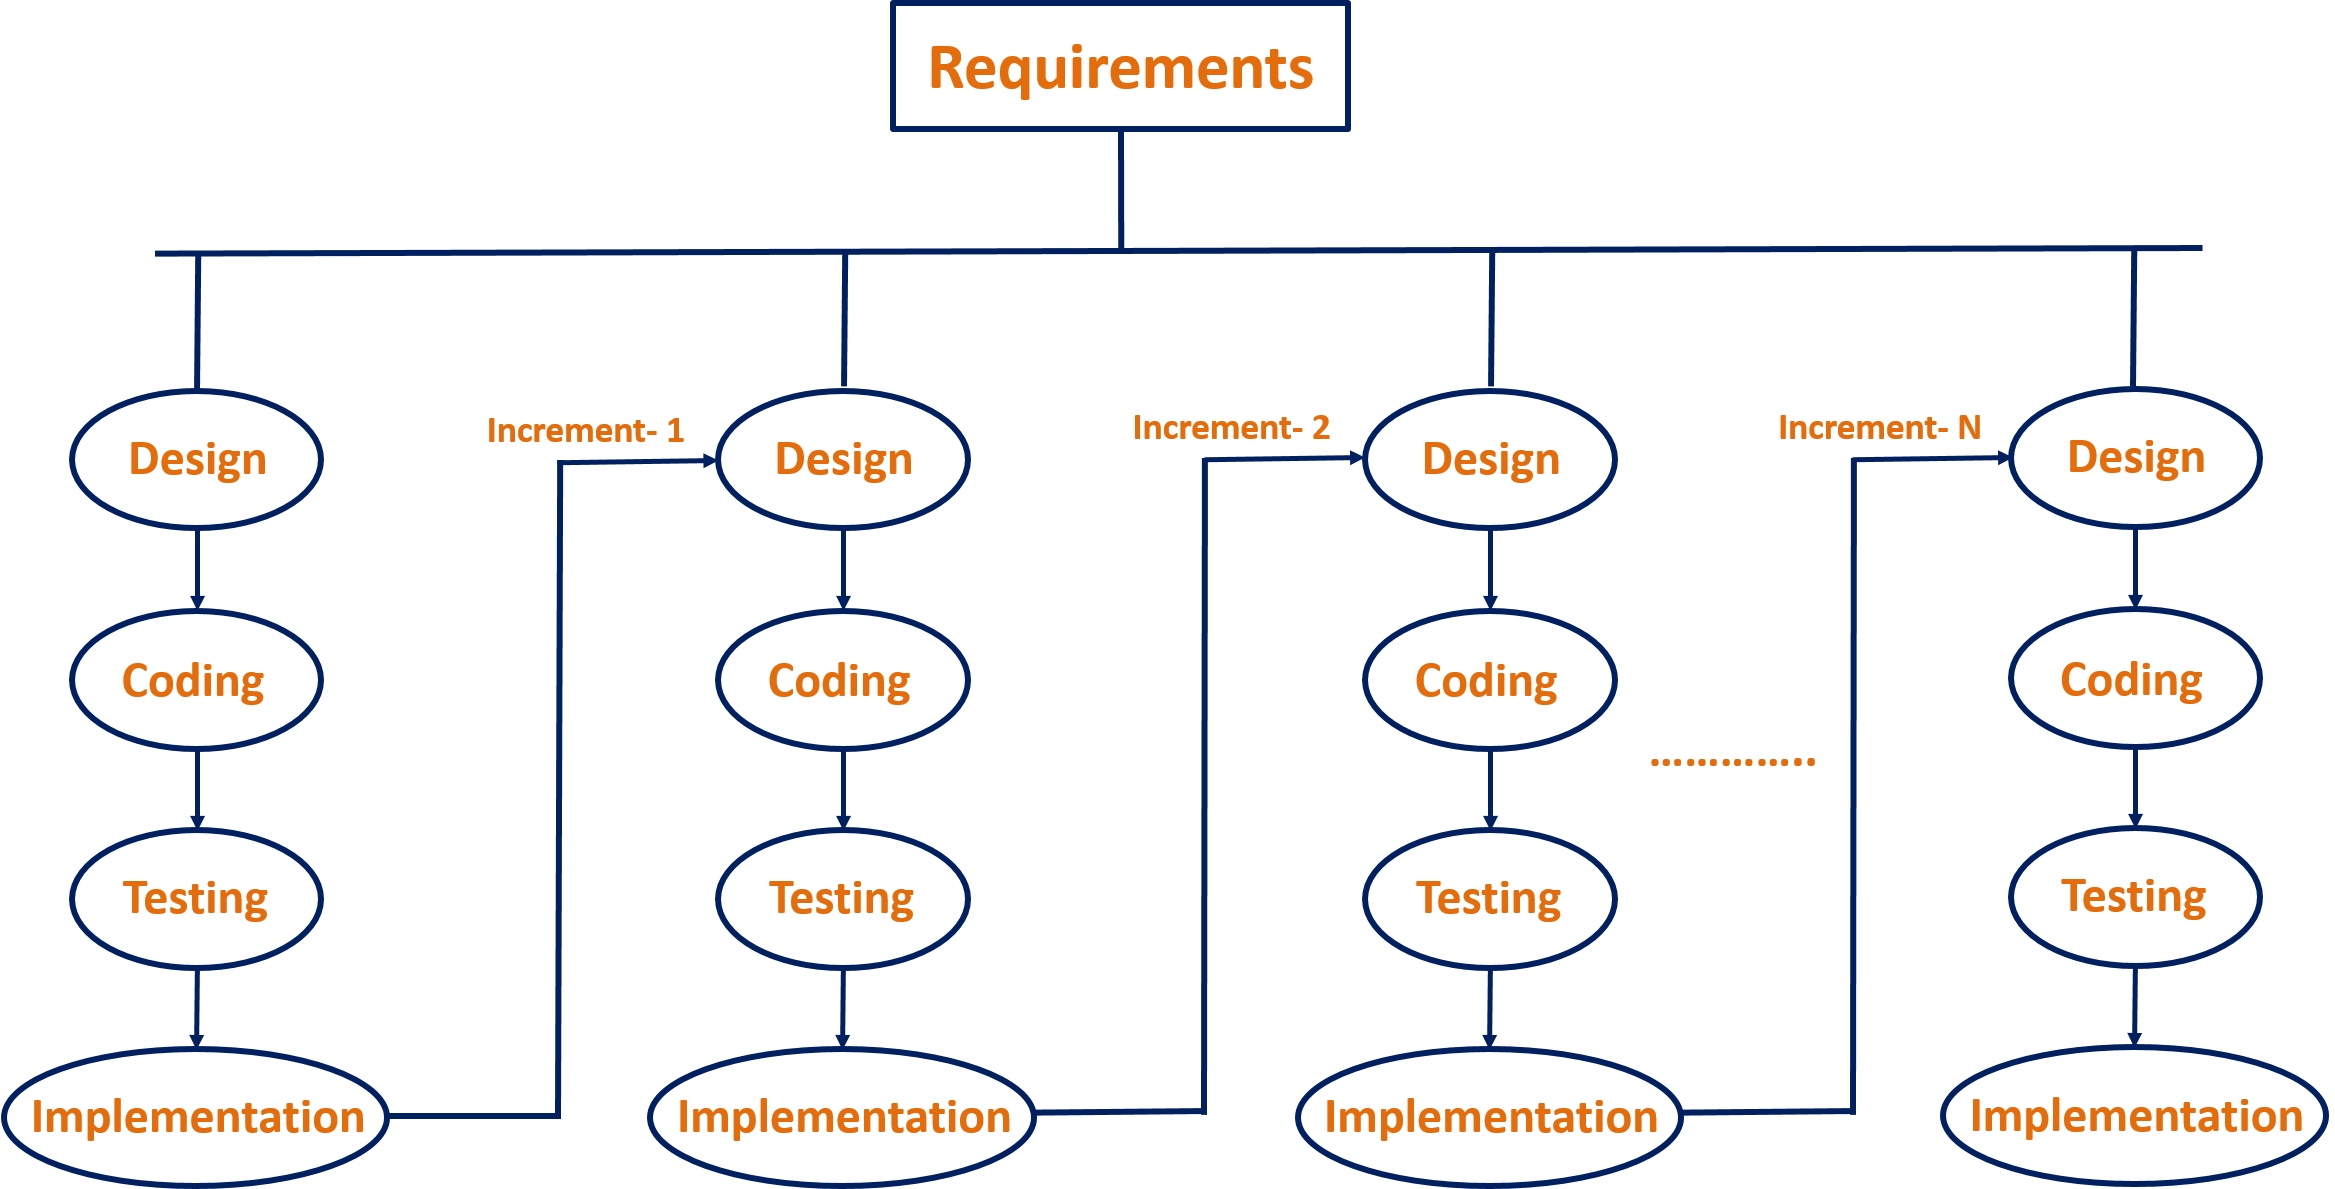 Requirements
Increment- 1
Increment- 2
Increment- N
Design
Design
Design
Design
Coding
Coding
Coding
Coding
…………..
Testing
Testing
Testing
Testing
Implementation
Implementation
Implementation
Implementation